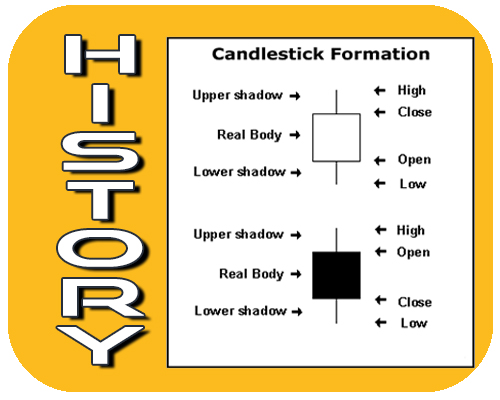 HISTORY
Candlestick Formation
Upper shadow → ← High
← Close
Real Body →
← Open
Lower shadow →
← Low
Upper shadow → ← High
← Open
Real Body →
← Close
Lower shadow →
← Low